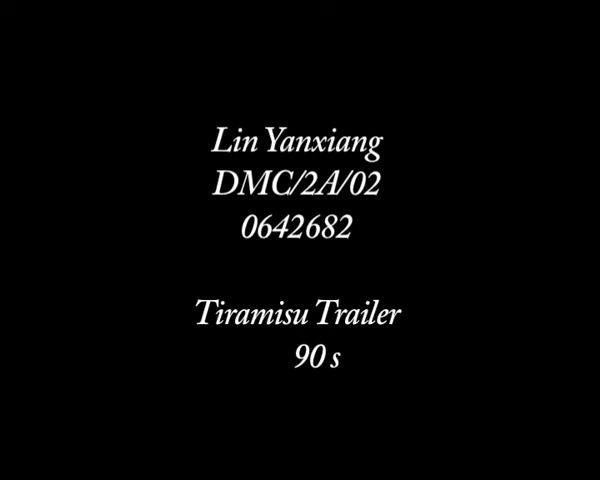 Lin Yanxiang
DMC/2A/02
0642682
Tiramisu Trailer
90 s